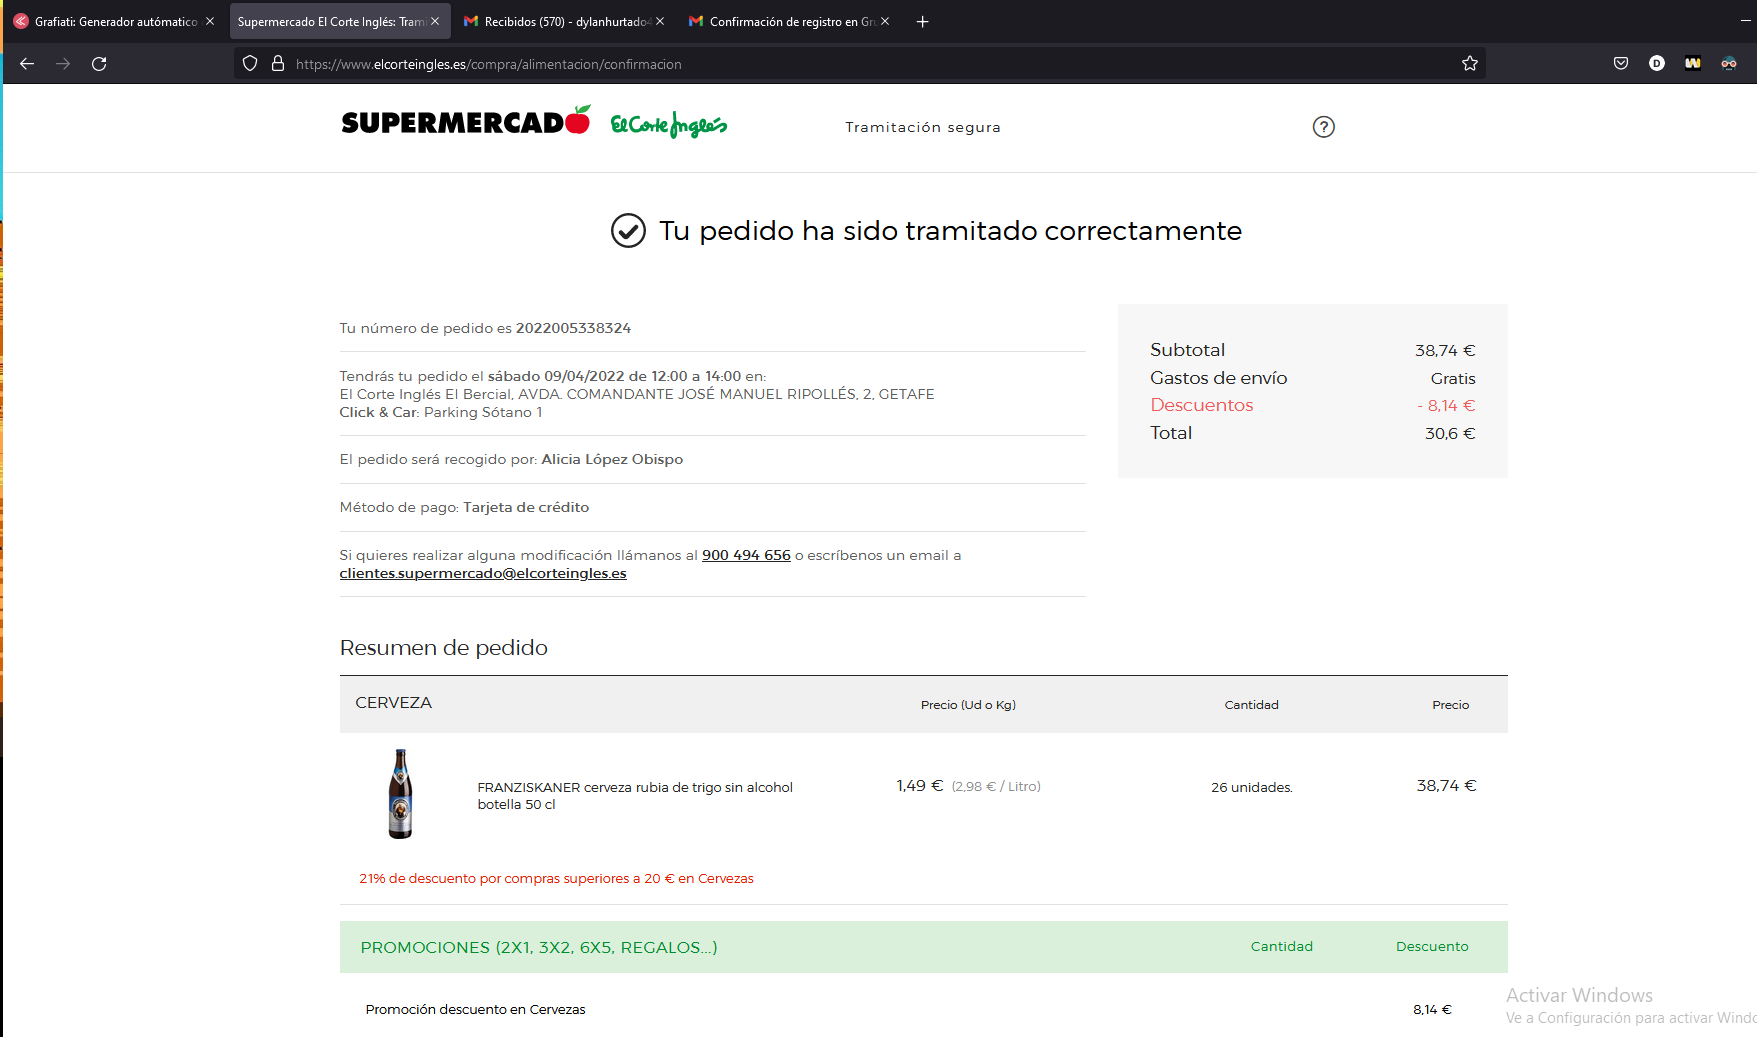 Grafiati: Generador autómatico
Supermercado El Corte Inglés: Tram
Recibidos (570) - dylanhurtado4
Confirmación de registro en Gru
https://www.elcorteingles.es/compra/alimentacion/confirmacion
SUPERMERCADO El Corte Inglés
Tramitación segura
Tu pedido ha sido tramitado correctamente
Tu número de pedido es 2022005338324
Tendrás tu pedido el sábado 09/04/2022 de 12:00 a 14:00 en:
El Corte Inglés El Bercial, AVDA. COMANDANTE JOSÉ MANUEL RIPOLLÉS, 2, GETAFE
Click & Car: Parking Sótano 1
El pedido será recogido por: Alicia López Obispo
Método de pago: Tarjeta de crédito
Si quieres realizar alguna modificación llámanos al 900 494 656 o escríbenos un email a
clientes.supermercado@elcorteingles.es
Subtotal 38,74 €
Gastos de envío Gratis
Descuentos - 8,14 €
Total 30,6 €
Resumen de pedido
CERVEZA Precio (Ud o Kg) Cantidad Precio
FRANZISKANER cerveza rubia de trigo sin alcohol
botella 50 cl
1,49 € (2,98 € / Litro) 26 unidades. 38,74 €
21% de descuento por compras superiores a 20 € en Cervezas
PROMOCIONES (2X1, 3X2, 6X5, REGALOS...) Cantidad Descuento
Promoción descuento en Cervezas 8,14 €
Activar Windows
Ve a Configuración para activar Windo